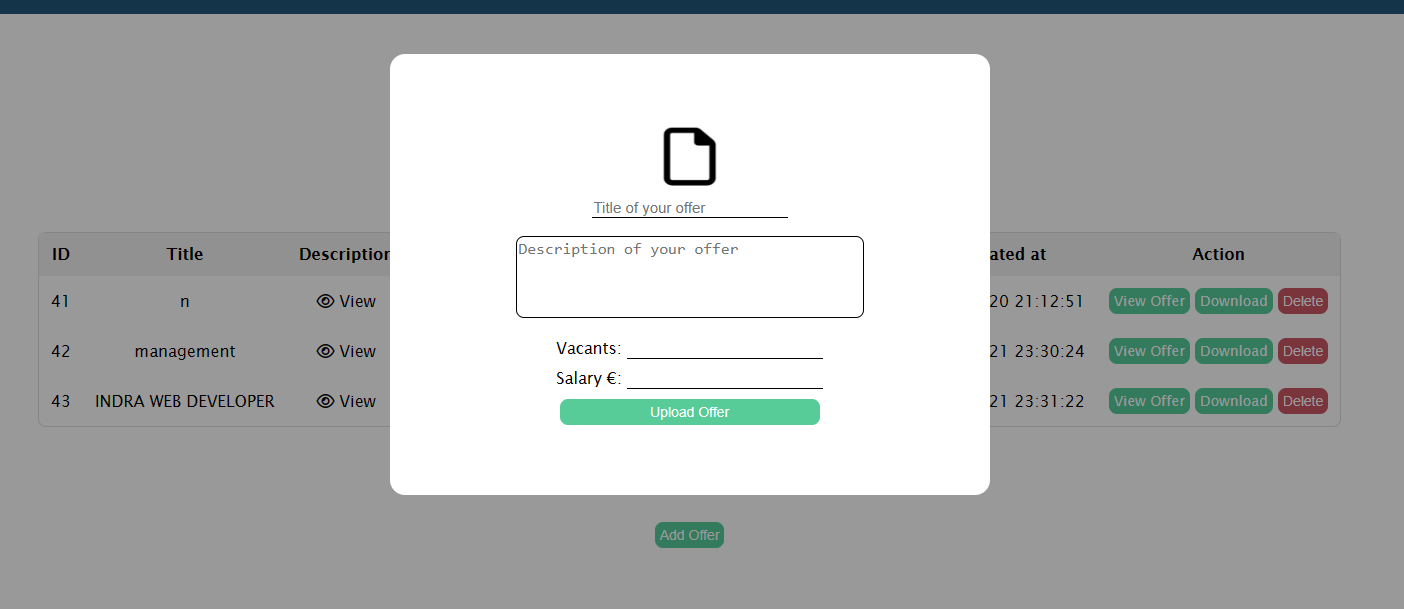 Title of your offer
Description of your offer
Vacants:
Salary €:
Upload Offer
ID Title Description ated at Action
41 n View 20 21:12:51 View Offer Download Delete
42 management View 21 23:30:24 View Offer Download Delete
43 INDRA WEB DEVELOPER View 21 23:31:22 View Offer Download Delete
Add Offer